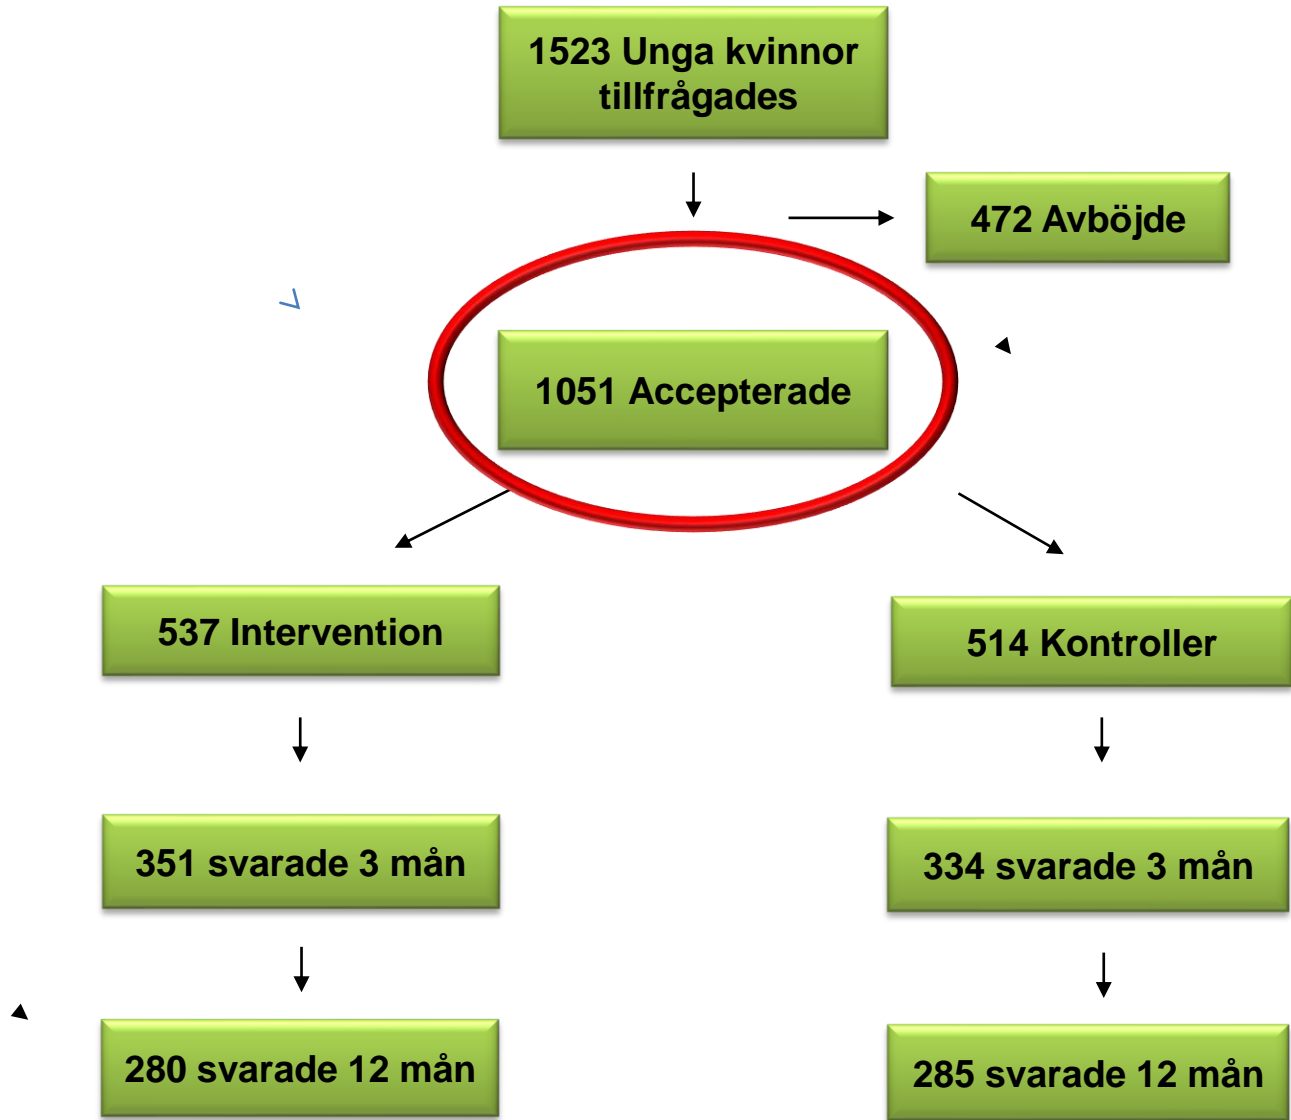 1523 Unga kvinnor
tillfrågades
472 Avböjde
1051 Accepterade
537 Intervention
514 Kontroller
351 svarade 3 mån
334 svarade 3 mån
280 svarade 12 mån
285 svarade 12 mån